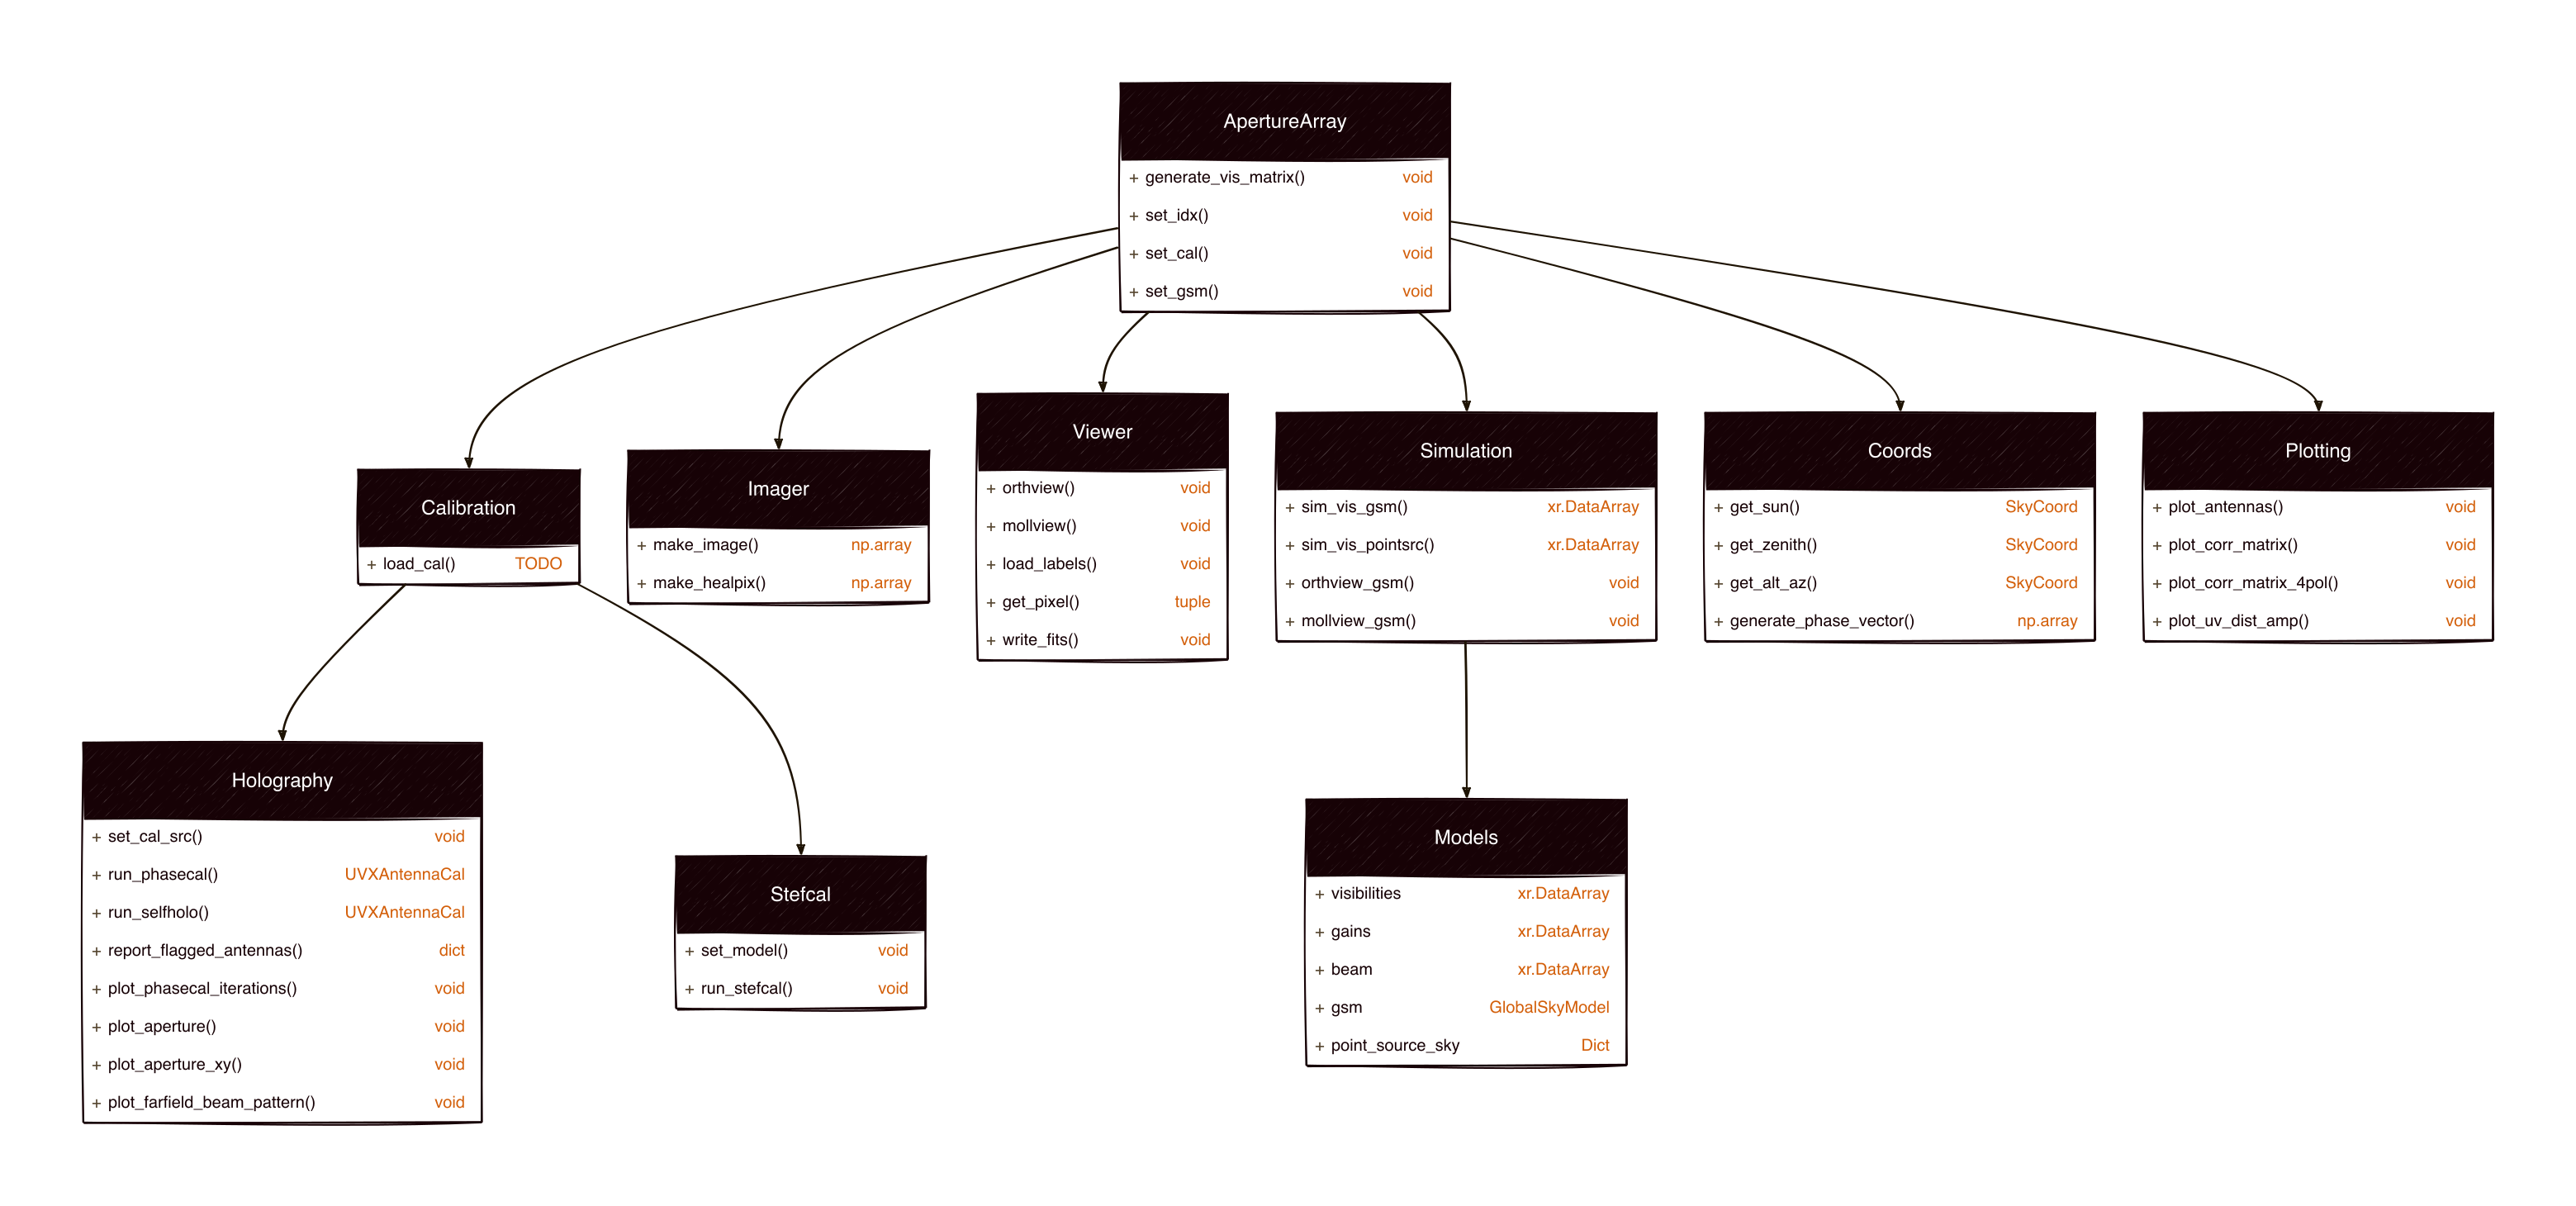 ApertureArray
+ generate_vis_matrix() void
+ set_idx() void
+ set_cal() void
+ set_gsm() void
Calibration
+ load_cal() TODO
Imager
+ make_image() np.array
+ make_healpix() np.array
Viewer
+ orthview() void
+ mollview() void
+ load_labels() void
+ get_pixel() tuple
+ write_fits() void
Simulation
+ sim_vis_gsm() xr.DataArray
+ sim_vis_pointsrc() xr.DataArray
+ orthview_gsm() void
+ mollview_gsm() void
Coords
+ get_sun() SkyCoord
+ get_zenith() SkyCoord
+ get_alt_az() SkyCoord
+ generate_phase_vector() np.array
Plotting
+ plot_antennas() void
+ plot_corr_matrix() void
+ plot_corr_matrix_4pol() void
+ plot_uv_dist_amp() void
Holography
+ set_cal_src() void
+ run_phasecal() UVXAntennaCal
+ run_selfholo() UVXAntennaCal
+ report_flagged_antennas() dict
+ plot_phasecal_iterations() void
+ plot_aperture() void
+ plot_aperture_xy() void
+ plot_farfield_beam_pattern() void
Stefcal
+ set_model() void
+ run_stefcal() void
Models
+ visibilities xr.DataArray
+ gains xr.DataArray
+ beam xr.DataArray
+ gsm GlobalSkyModel
+ point_source_sky Dict